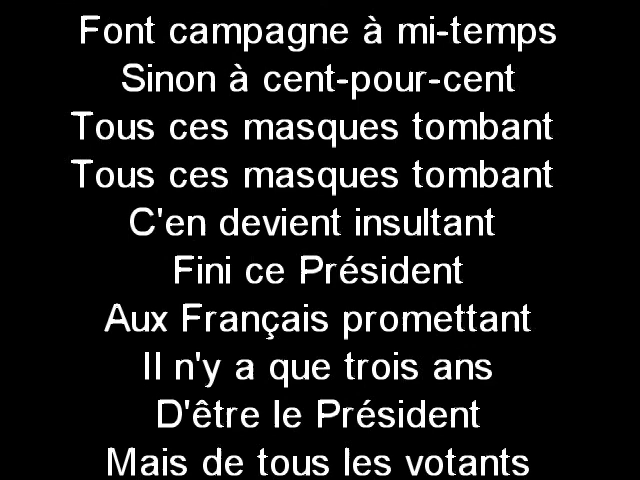 Font campagne à mi-temps
Sinon à cent-pour-cent
Tous ces masques tombant
Tous ces masques tombant
C'en devient insultant
Fini ce Président
Aux Français promettant
Il n'y a que trois ans
D'être le Président
Mais de tous les votants